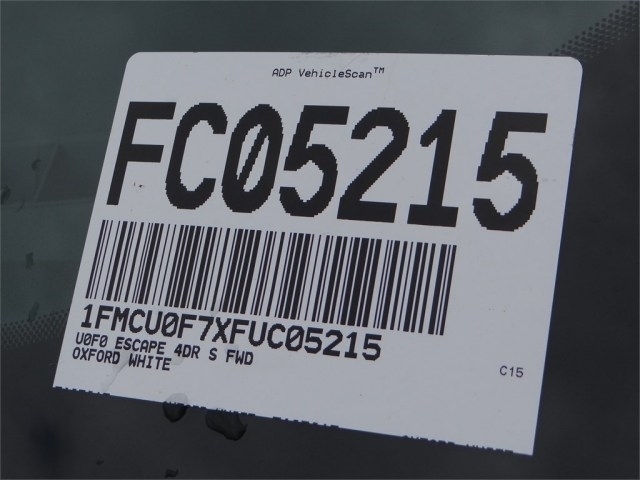 ADP VehicleScan™
FC05215
1FMCU0F7XFUC05215
U0F0 ESCAPE 4DR S FWD
OXFORD WHITE
C15